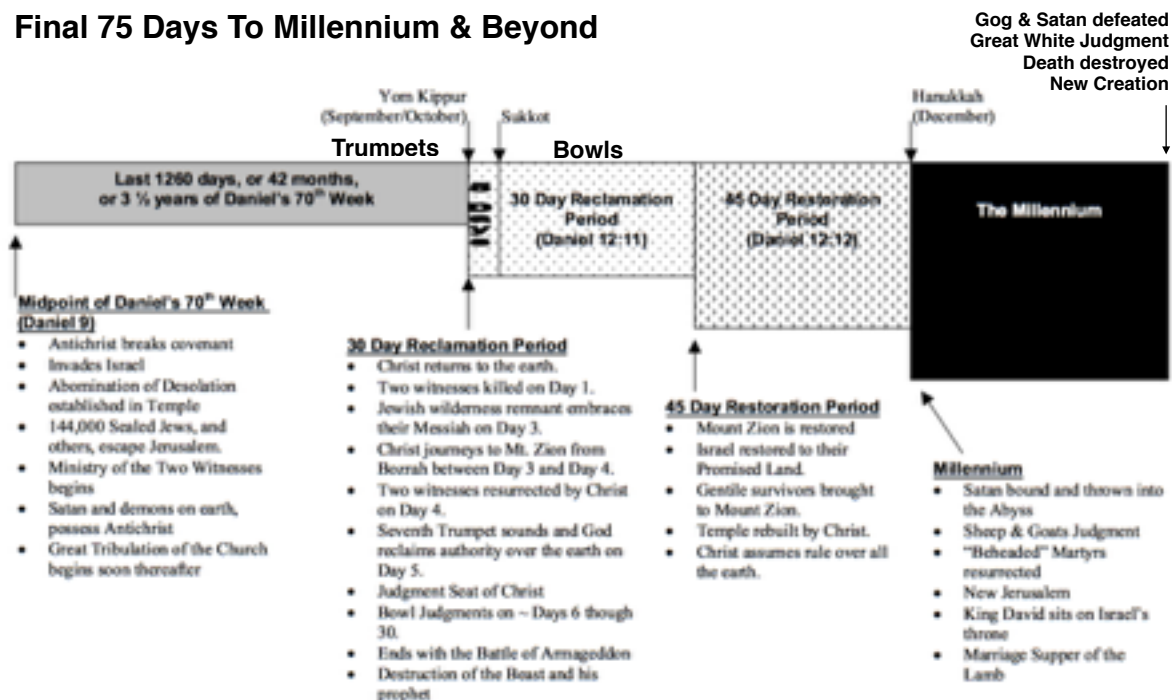 Final 75 Days To Millennium & Beyond
Gog & Satan defeated
Great White Judgment
Death destroyed
New Creation
Yom Kippur
(September/October)
Sukkot
Hanukkah
(December)
Trumpets
Bowls
Last 1260 days, or 42 months,
or 3 ½ years of Daniel's 70th Week
30 Day Reclamation
Period
(Daniel 12:11)
45 Day Restoration
Period
(Daniel 12:12)
The Millennium
Midpoint of Daniel's 70th Week
(Daniel 9)
• Antichrist breaks covenant
• Invades Israel
• Abomination of Desolation
established in Temple
• 144,000 Sealed Jews, and
others, escape Jerusalem.
• Ministry of the Two Witnesses
begins
• Satan and demons on earth,
possess Antichrist
• Great Tribulation of the Church
begins soon thereafter
30 Day Reclamation Period
• Christ returns to the earth.
• Two witnesses killed on Day 1.
• Jewish wilderness remnant embraces
their Messiah on Day 3.
• Christ journeys to Mt. Zion from
Bozrah between Day 3 and Day 4.
• Two witnesses resurrected by Christ
on Day 4.
• Seventh Trumpet sounds and God
reclaims authority over the earth on
Day 5.
• Judgment Seat of Christ
• Bowl Judgments on ~ Days 6 though
30.
• Ends with the Battle of Armageddon
• Destruction of the Beast and his
prophet
45 Day Restoration Period
• Mount Zion is restored
• Israel restored to their
Promised Land.
• Gentile survivors brought
to Mount Zion.
• Temple rebuilt by Christ.
• Christ assumes rule over all
the earth.
Millennium
• Satan bound and thrown into
the Abyss
• Sheep & Goats Judgment
• "Beheaded" Martyrs
resurrected
• New Jerusalem
• King David sits on Israel's
throne
• Marriage Supper of the
Lamb